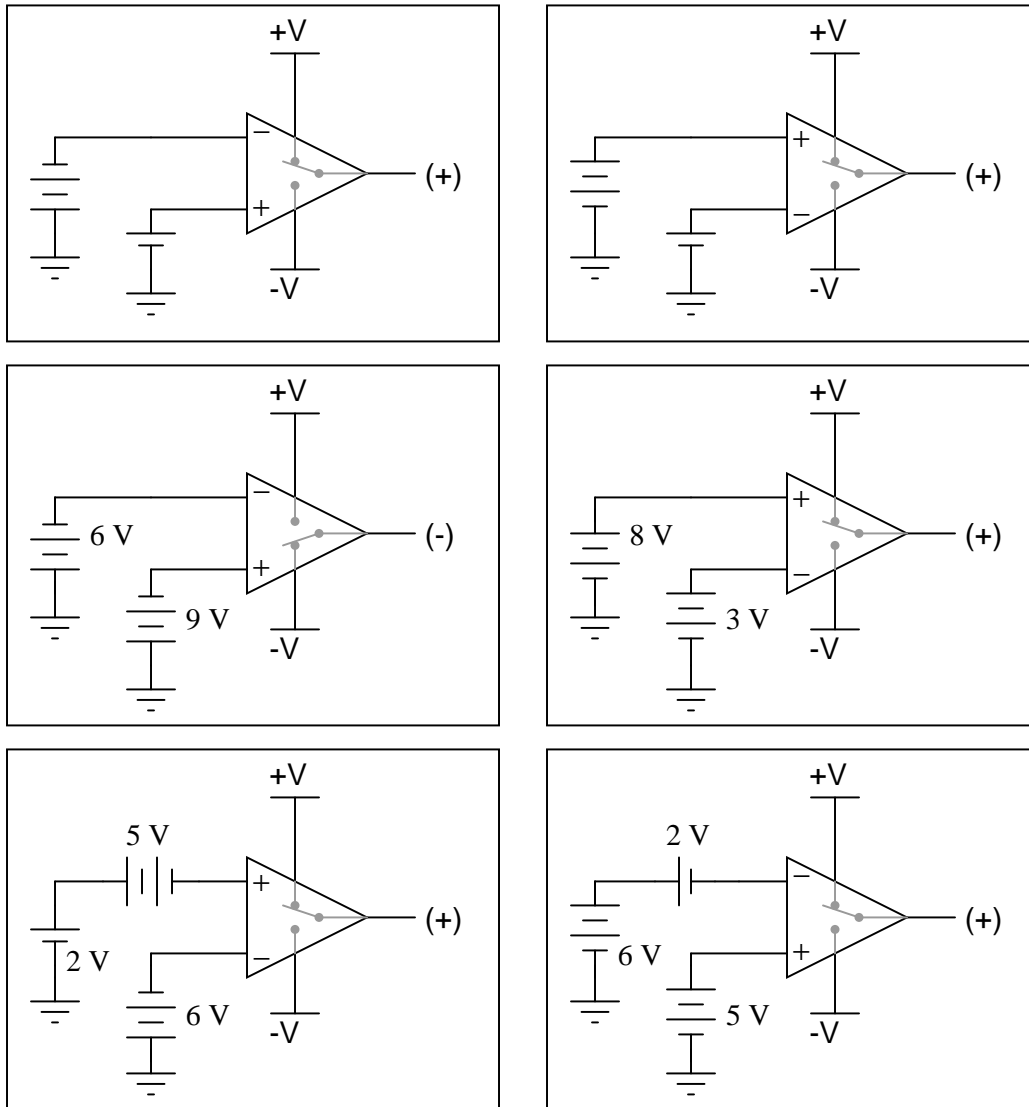 +V
−
+
(+)
-V
+V
+
−
(+)
-V
+V
−
6 V
(-)
+
9 V
-V
+V
+
8 V
(+)
−
3 V
-V
+V
5 V
+
(+)
−
2 V
6 V
-V
+V
2 V
−
(+)
6 V
+
5 V
-V